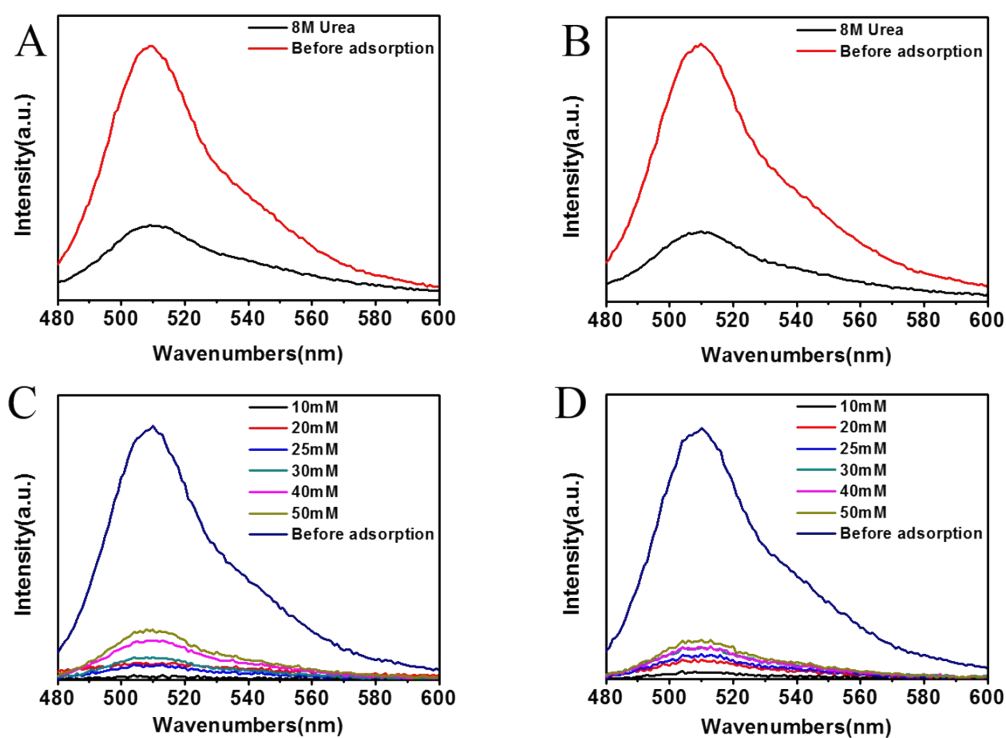 A
8M Urea
Before adsorption
Intensity(a.u.)
480 500 520 540 560 580 600
Wavenumbers(nm)
B
8M Urea
Before adsorption
Intensity(a.u.)
480 500 520 540 560 580 600
Wavenumbers(nm)
C
10mM
20mM
25mM
30mM
40mM
50mM
Before adsorption
Intensity(a.u.)
480 500 520 540 560 580 600
Wavenumbers(nm)
D
10mM
20mM
25mM
30mM
40mM
50mM
Before adsorption
Intensity(a.u.)
480 500 520 540 560 580 600
Wavenumbers(nm)